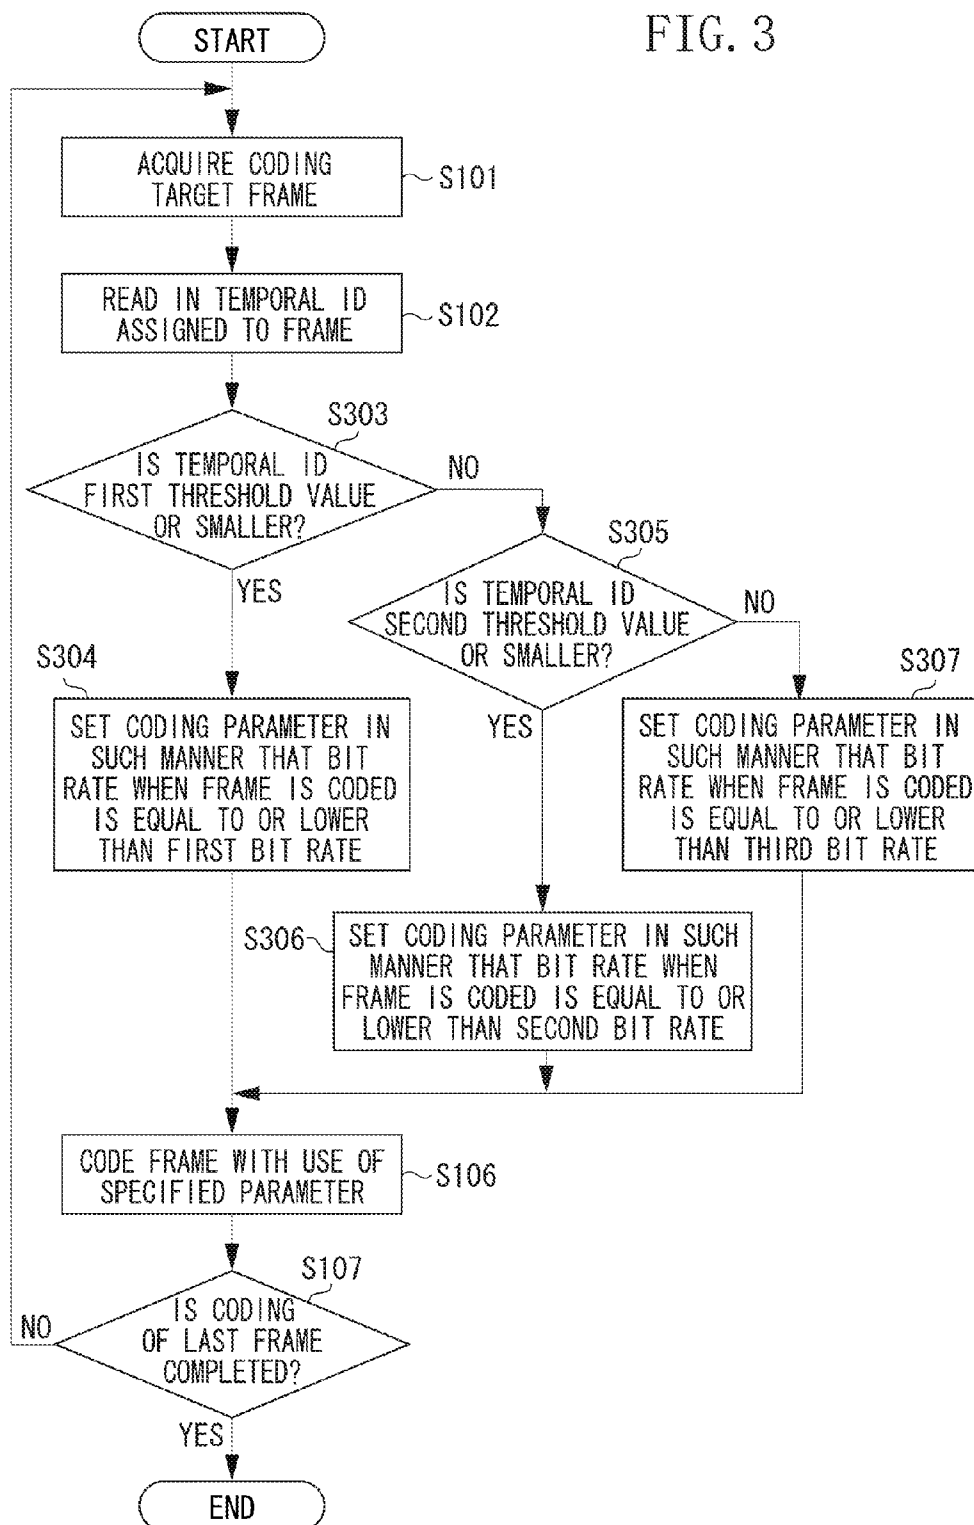 FIG. 3
START
ACQUIRE CODING
TARGET FRAME
S101
READ IN TEMPORAL ID
ASSIGNED TO FRAME
S102
S303
IS TEMPORAL ID
FIRST THRESHOLD VALUE
OR SMALLER?
NO
YES
S305
IS TEMPORAL ID
SECOND THRESHOLD VALUE
OR SMALLER?
NO
YES
S304
SET CODING PARAMETER IN
SUCH MANNER THAT BIT
RATE WHEN FRAME IS CODED
IS EQUAL TO OR LOWER
THAN FIRST BIT RATE
S307
SET CODING PARAMETER IN
SUCH MANNER THAT BIT
RATE WHEN FRAME IS CODED
IS EQUAL TO OR LOWER
THAN THIRD BIT RATE
S306
SET CODING PARAMETER IN SUCH
MANNER THAT BIT RATE WHEN
FRAME IS CODED IS EQUAL TO OR
LOWER THAN SECOND BIT RATE
CODE FRAME WITH USE OF
SPECIFIED PARAMETER
S106
S107
IS CODING
OF LAST FRAME
COMPLETED?
NO
YES
END